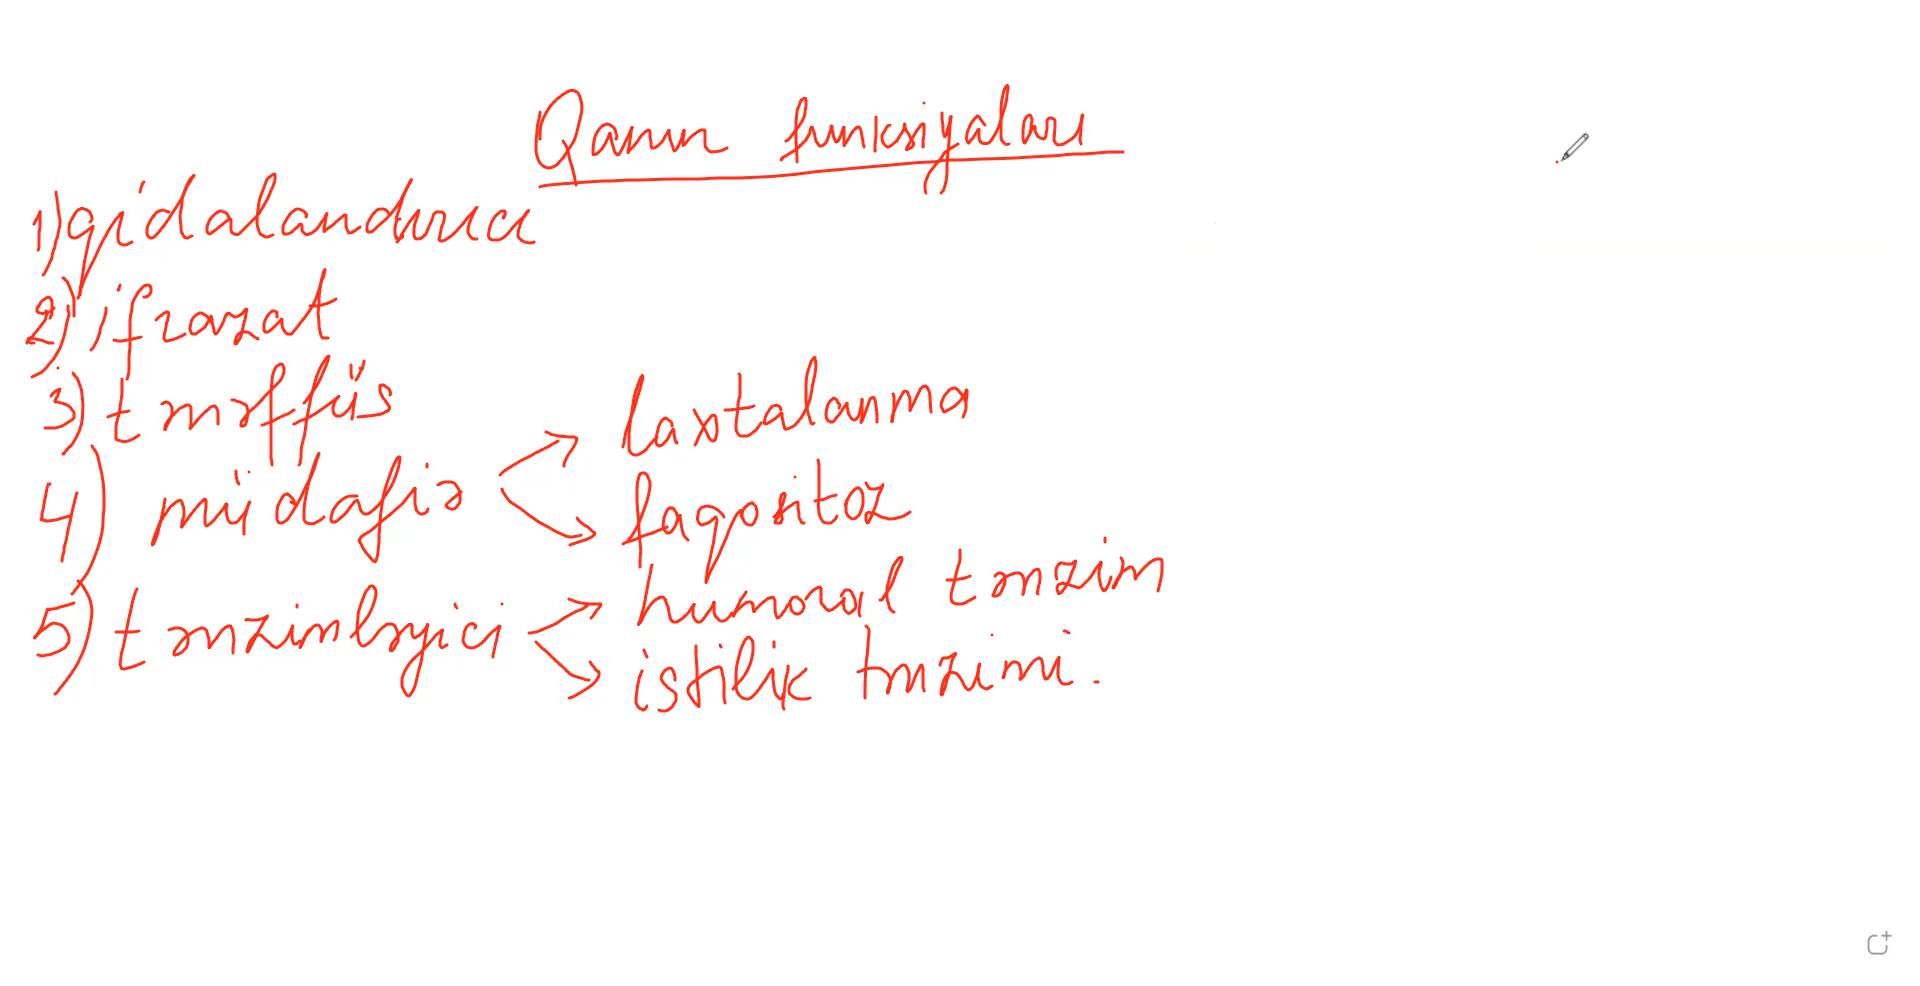 Qanın funksiyaları
1) qidalandırıcı
2) ifrazat
3) tənəffüs
4) müdafiə → laxtalanma
→ faqositoz
5) tənzimləyici → humoral tənzim
→ istilik tənzimi.